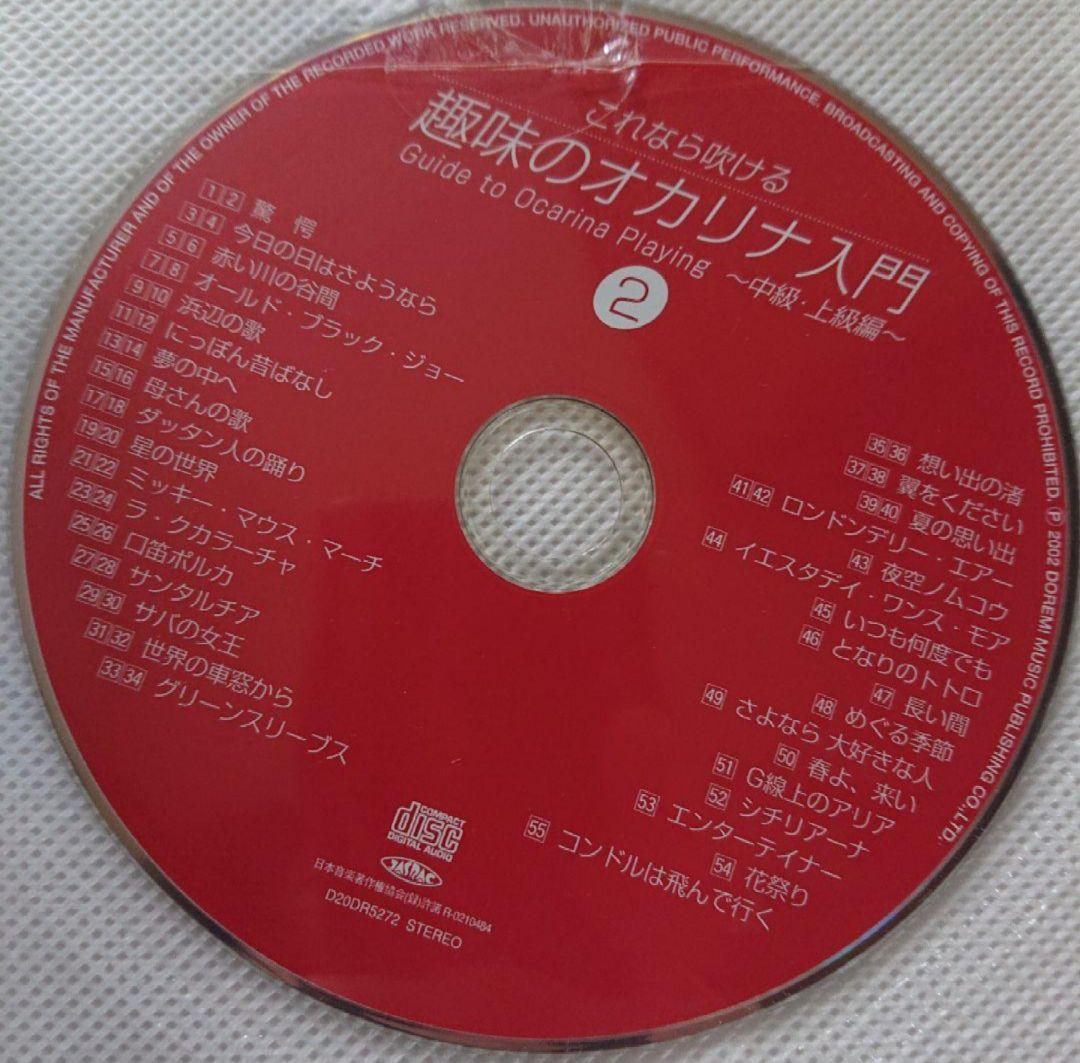 ALL RIGHTS OF THE MANUFACTURER AND OF THE OWNER OF THE RECORDED WORK RESERVED. UNAUTHORIZED PUBLIC PERFORMANCE, BROADCASTING AND COPYING OF THIS RECORD PROHIBITED. Ⓟ 2002 DOREMI MUSIC PUBLISHING CO.,LTD.
これなら吹ける
趣味のオカリナ入門
Guide to Ocarina Playing ～中級・上級編～
2
1 2 驚 愕
3 4 今日の日はさようなら
5 6 赤い川の谷間
7 8 オールド・ブラック・ジョー
9 10 浜辺の歌
11 12 にっぽん昔ばなし
13 14 夢の中へ
15 16 母さんの歌
17 18 ダッタン人の踊り
19 20 星の世界
21 22 ミッキー・マウス・マーチ
23 24 ラ・クカラーチャ
25 26 口笛ポルカ
27 28 サンタルチア
29 30 サバの女王
31 32 世界の車窓から
33 34 グリーンスリーブス
35 36 想い出の渚
37 38 翼をください
39 40 夏の思い出
41 42 ロンドンデリー・エアー
43 夜空ノムコウ
44 イエスタデイ・ワンス・モア
45 いつも何度でも
46 となりのトトロ
47 長い間
48 めぐる季節
49 さよなら 大好きな人
50 春よ、来い
51 G線上のアリア
52 シチリアーナ
53 エンターテイナー
54 花祭り
55 コンドルは飛んで行く
COMPACT
disc
DIGITAL AUDIO
JASRAC
日本音楽著作権協会(録)許諾 R-0210484
D20DR5272 STEREO